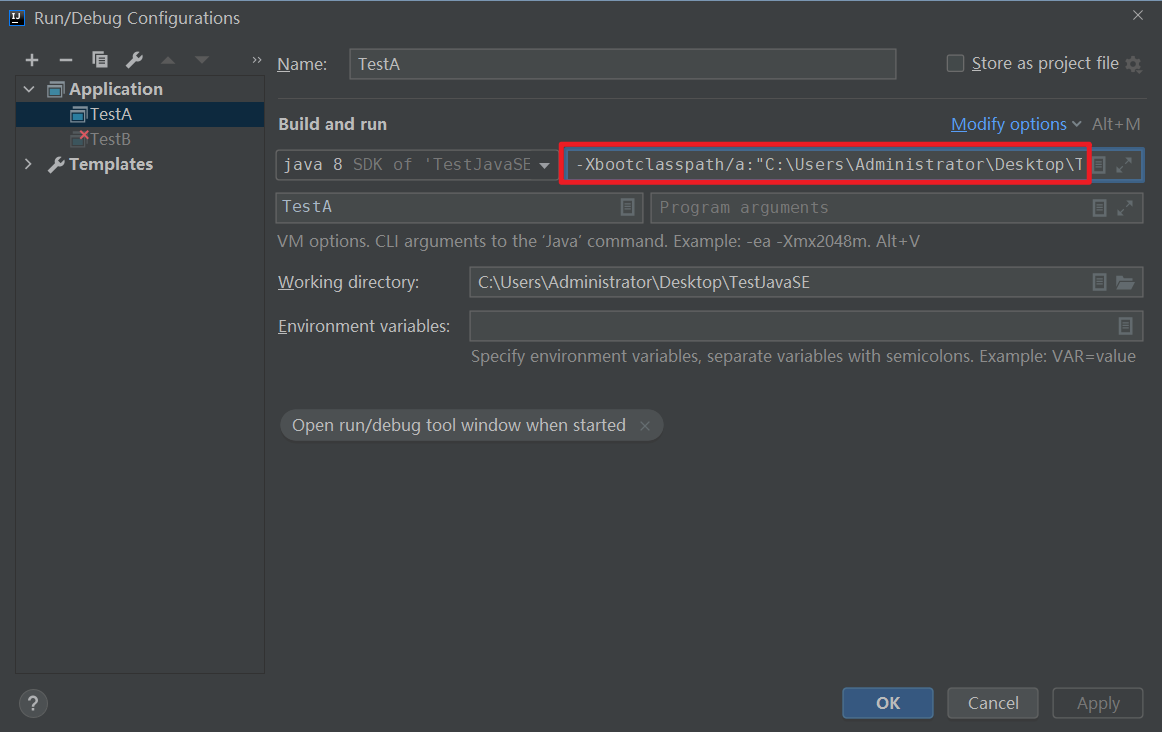 Run/Debug Configurations
Name: TestA Store as project file
Application
TestA
TestB
Templates
Build and run Modify options Alt+M
java 8 SDK of 'TestJavaSE -Xbootclasspath/a:"C:\Users\Administrator\Desktop\T
TestA Program arguments
VM options. CLI arguments to the ‘Java’ command. Example: -ea -Xmx2048m. Alt+V
Working directory: C:\Users\Administrator\Desktop\TestJavaSE
Environment variables:
Specify environment variables, separate variables with semicolons. Example: VAR=value
Open run/debug tool window when started
? OK Cancel Apply